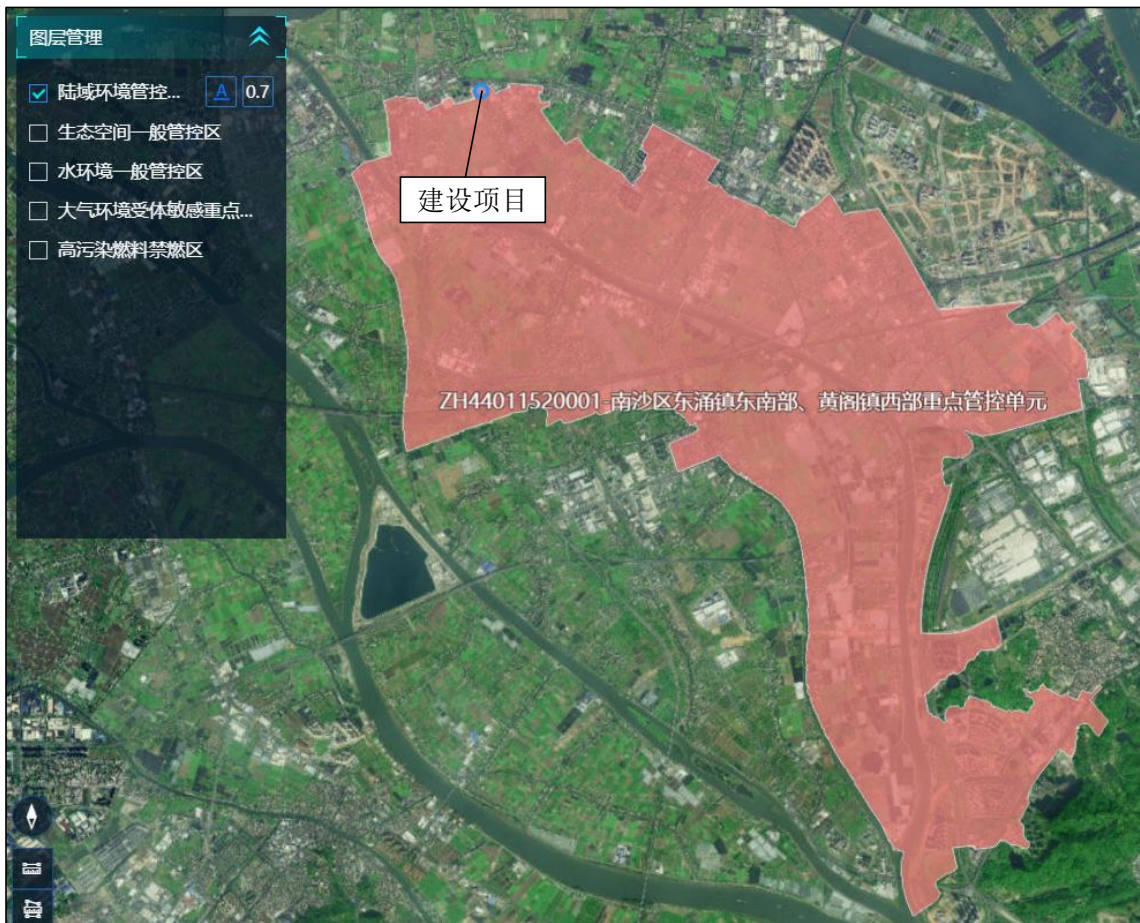 图层管理
陆域环境管控... A 0.7
生态空间一般管控区
水环境一般管控区
大气环境受体敏感重点...
高污染燃料禁燃区
建设项目
ZH44011520001-南沙区东涌镇东南部、黄阁镇西部重点管控单元